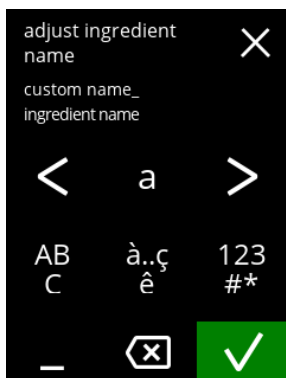 adjust ingredient
name
custom name_
ingredient name
< a >
AB à..ç 123
C ê #*
_